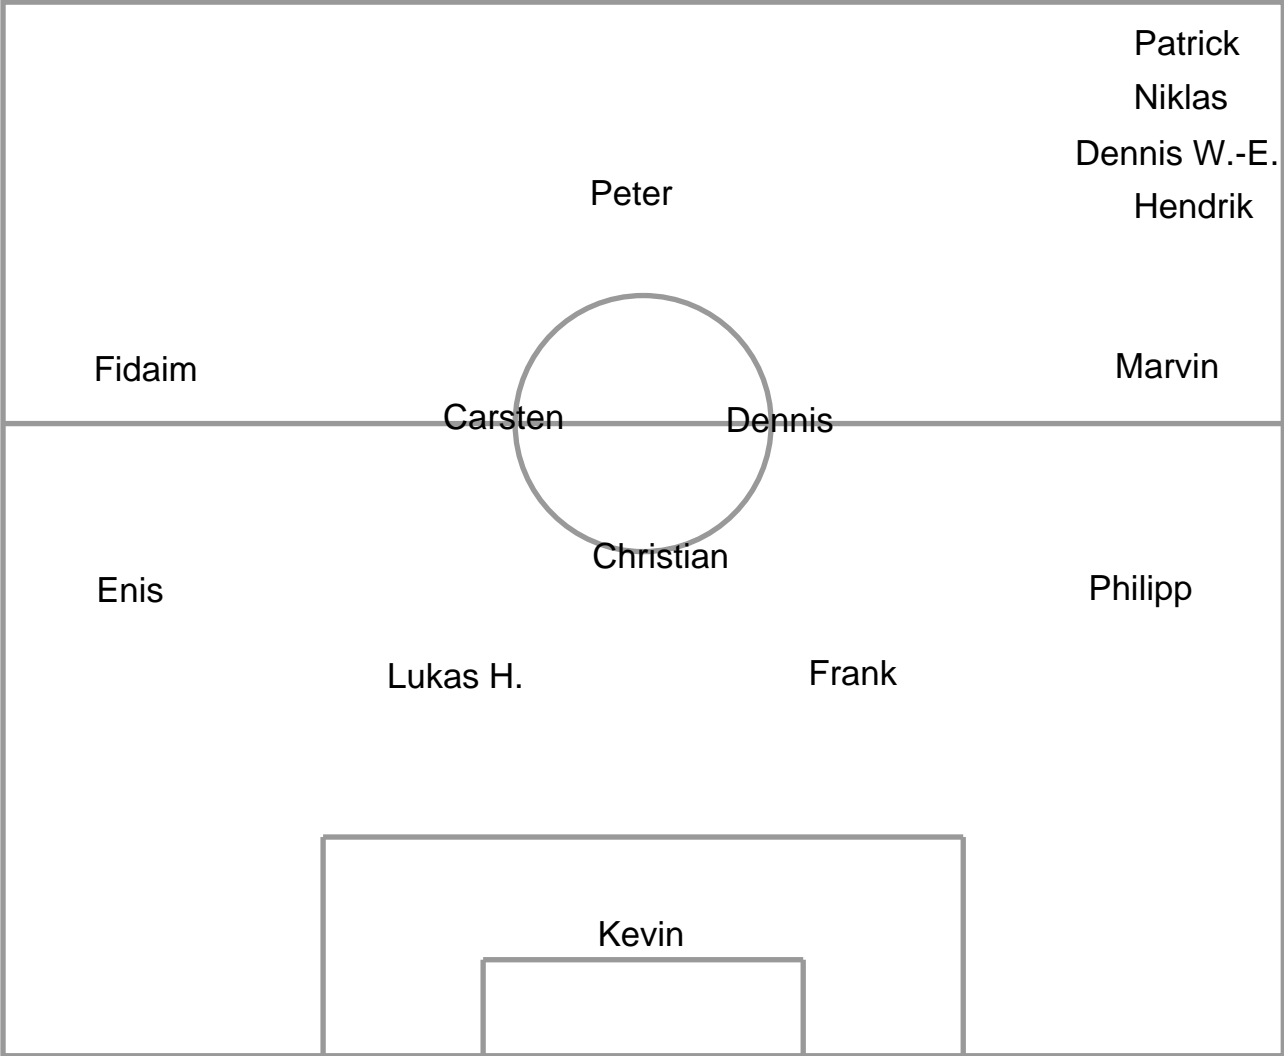 Patrick
Niklas
Dennis W.-E.
Peter
Hendrik
Fidaim
Marvin
Carsten
Dennis
Christian
Enis
Philipp
Lukas H.
Frank
Kevin